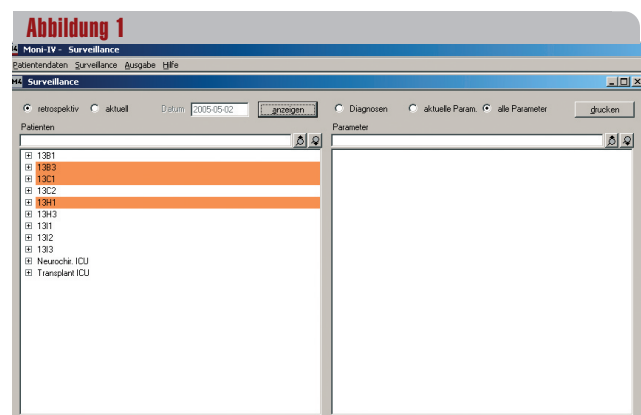 Abbildung 1
Moni-IV - Surveillance
Patientendaten Surveillance Ausgabe Hilfe
Surveillance
retrospektiv aktuell Datum 2005-05-02 anzeigen Diagnosen aktuelle Param. alle Parameter drucken
Patienten Parameter
13B1
13B3
13C1
13C2
13H1
13H3
13I1
13I2
13I3
Neurochir. ICU
Transplant ICU